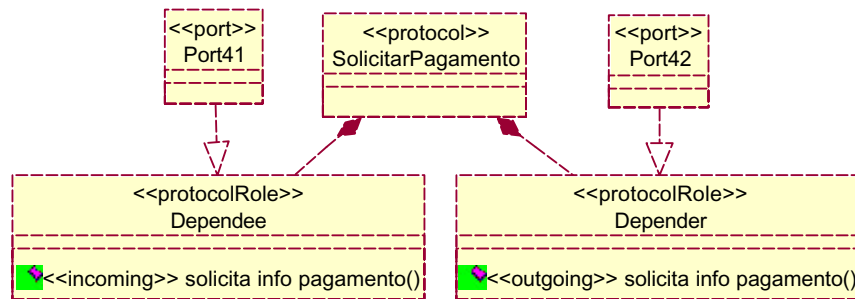 <<port>>
Port41
<<protocol>>
SolicitarPagamento
<<port>>
Port42
<<protocolRole>>
Dependee
<<incoming>> solicita info pagamento()
<<protocolRole>>
Depender
<<outgoing>> solicita info pagamento()